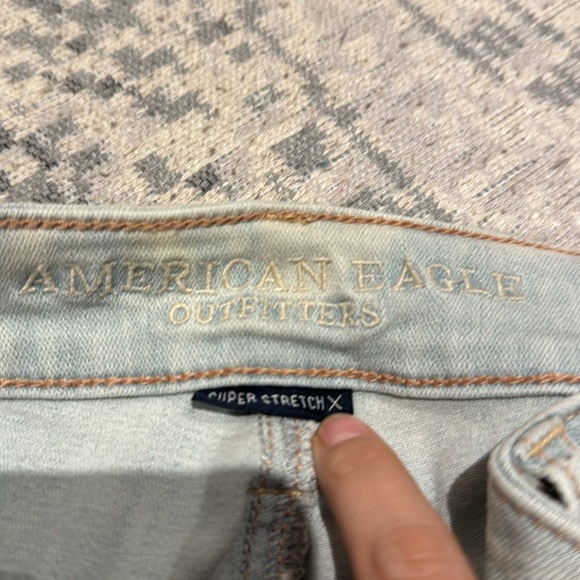 AMERICAN EAGLE
OUTFITTERS
SUPER STRETCH X